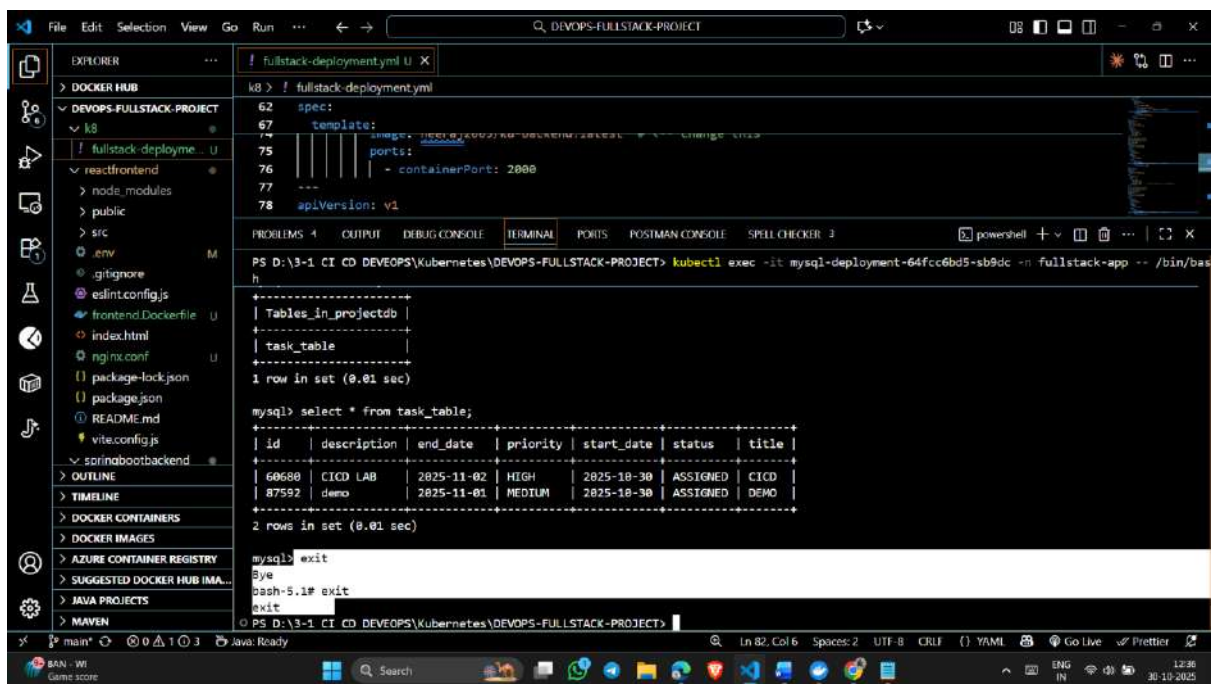 File Edit Selection View Go Run ··· ← → DEVOPS-FULLSTACK-PROJECT
EXPLORER ···
DOCKER HUB
DEVOPS-FULLSTACK-PROJECT
k8
! fullstack-deployme... U
reactfrontend
node_modules
public
src
.env M
.gitignore
eslint.config.js
frontend.Dockerfile U
index.html
nginx.conf U
package-lock.json
package.json
README.md
vite.config.js
springbootbackend
OUTLINE
TIMELINE
DOCKER CONTAINERS
DOCKER IMAGES
AZURE CONTAINER REGISTRY
SUGGESTED DOCKER HUB IMA...
JAVA PROJECTS
MAVEN
! fullstack-deployment.yml U X
k8 > ! fullstack-deployment.yml
62 spec:
67 template:
75 ports:
76 - containerPort: 2000
77 ---
78 apiVersion: v1
PROBLEMS 4 OUTPUT DEBUG CONSOLE TERMINAL PORTS POSTMAN CONSOLE SPELL CHECKER 3 powershell
PS D:\3-1 CI CD DEVEOPS\Kubernetes\DEVOPS-FULLSTACK-PROJECT> kubectl exec -it mysql-deployment-64fcc6bd5-sb9dc -n fullstack-app -- /bin/bas
h
+---------------------+
| Tables_in_projectdb |
+---------------------+
| task_table |
+---------------------+
1 row in set (0.01 sec)
mysql> select * from task_table;
+-------+-------------+------------+----------+------------+----------+-------+
| id | description | end_date | priority | start_date | status | title |
+-------+-------------+------------+----------+------------+----------+-------+
| 60680 | CICD LAB | 2025-11-02 | HIGH | 2025-10-30 | ASSIGNED | CICD |
| 87592 | demo | 2025-11-01 | MEDIUM | 2025-10-30 | ASSIGNED | DEMO |
+-------+-------------+------------+----------+------------+----------+-------+
2 rows in set (0.01 sec)
mysql> exit
Bye
bash-5.1# exit
exit
PS D:\3-1 CI CD DEVEOPS\Kubernetes\DEVOPS-FULLSTACK-PROJECT>
main* 0 1 3 Java: Ready Ln 82, Col 6 Spaces: 2 UTF-8 CRLF {} YAML Go Live Prettier
BAN - WI
Game score
Search
ENG
IN
12:36
30-10-2025